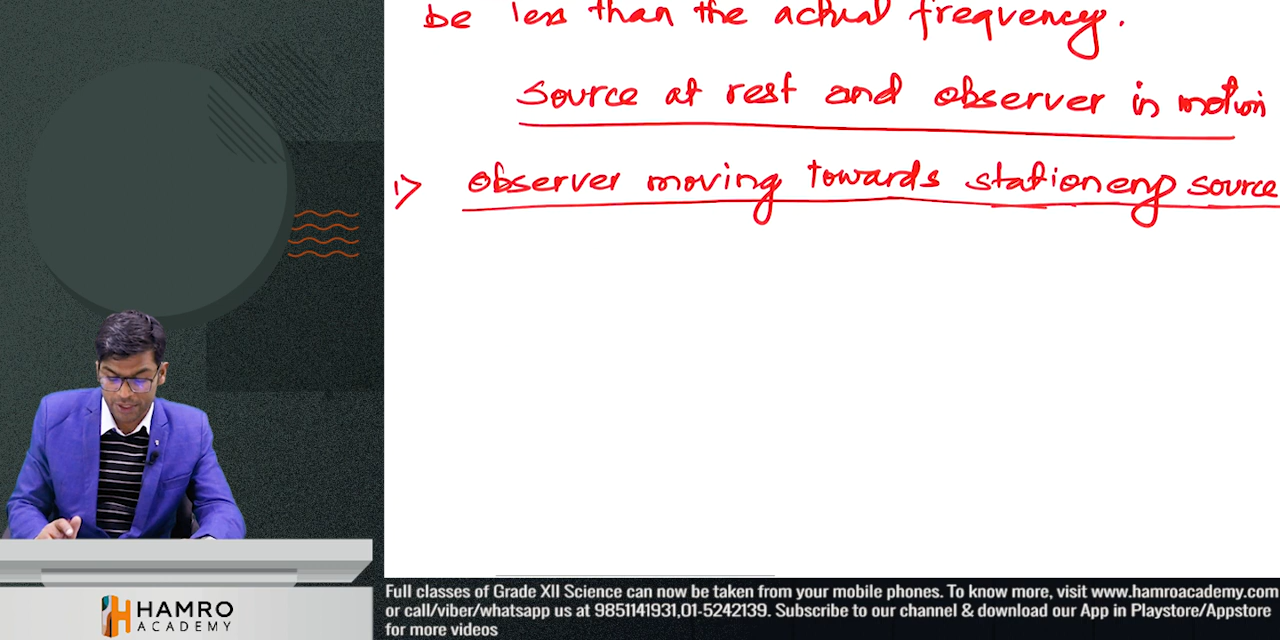 be less than the actual frequency.
Source at rest and observer in motion
1) observer moving towards stationery source
HAMRO
ACADEMY
Full classes of Grade XII Science can now be taken from your mobile phones. To know more, visit www.hamroacademy.com
or call/viber/whatsapp us at 9851141931,01-5242139. Subscribe to our channel & download our App in Playstore/Appstore
for more videos